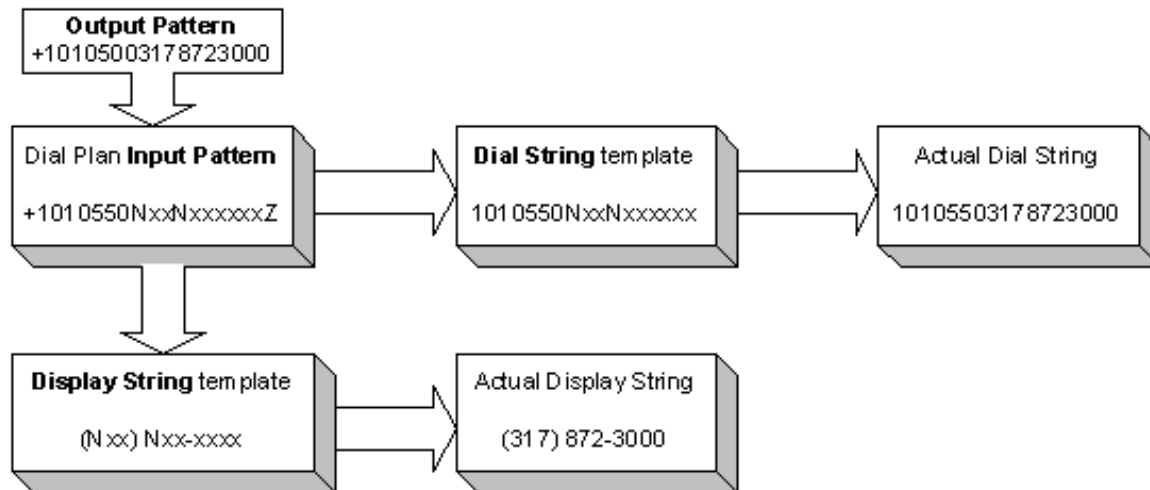 Output Pattern
+10105003178723000
Dial Plan Input Pattern
+1010550NxxNxxxxxxZ
Dial String template
1010550NxxNxxxxxx
Actual Dial String
10105503178723000
Display String template
(Nxx) Nxx-xxxx
Actual Display String
(317) 872-3000